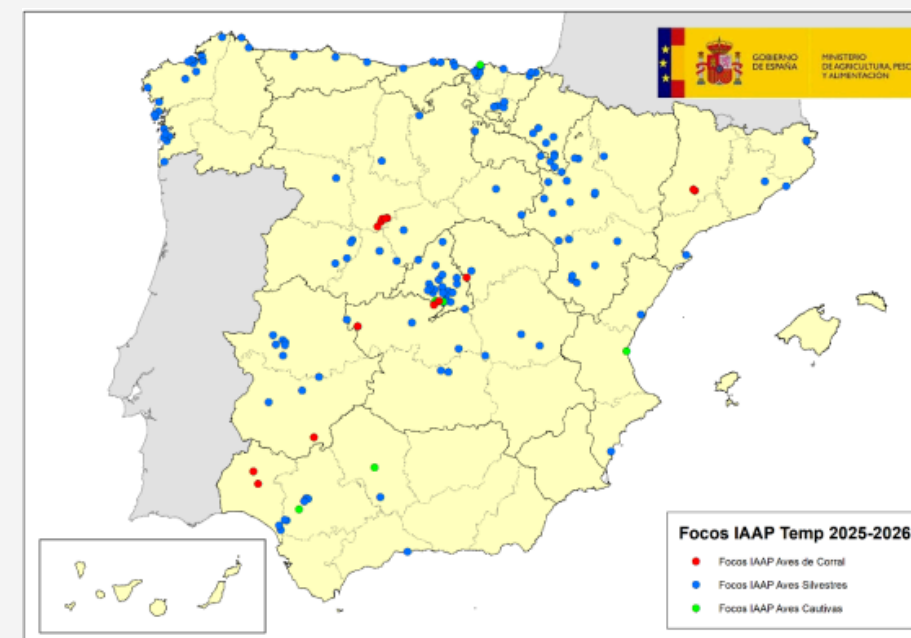 GOBIERNO
DE ESPAÑA
MINISTERIO
DE AGRICULTURA, PESC
Y ALIMENTACIÓN
Focos IAAP Temp 2025-2026
Focos IAAP Aves de Corral
Focos IAAP Aves Silvestres
Focos IAAP Aves Cautivas